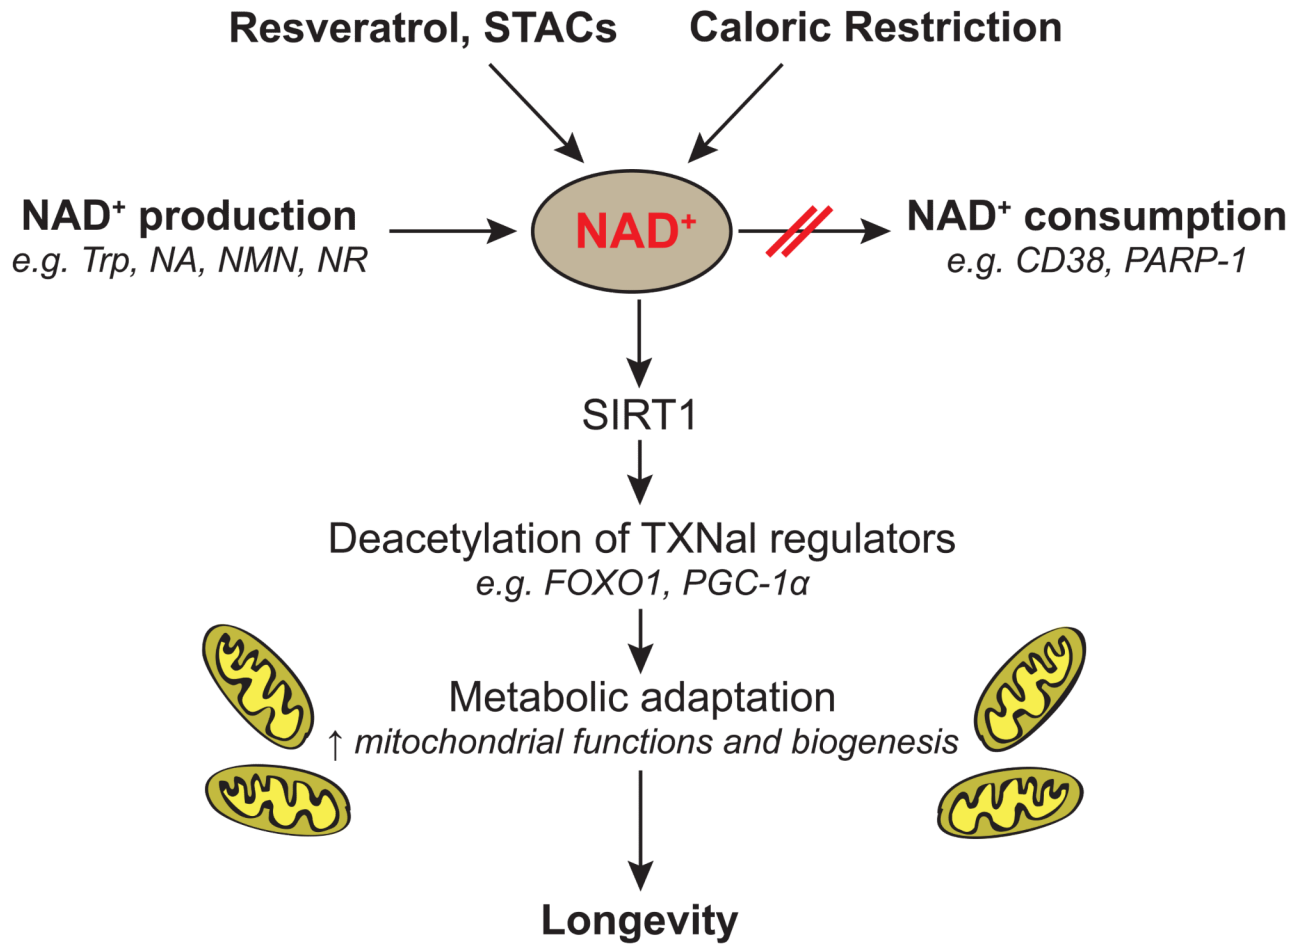 Resveratrol, STACs
Caloric Restriction
NAD⁺ production
e.g. Trp, NA, NMN, NR
NAD⁺
NAD⁺ consumption
e.g. CD38, PARP-1
SIRT1
Deacetylation of TXNal regulators
e.g. FOXO1, PGC-1α
Metabolic adaptation
↑ mitochondrial functions and biogenesis
Longevity